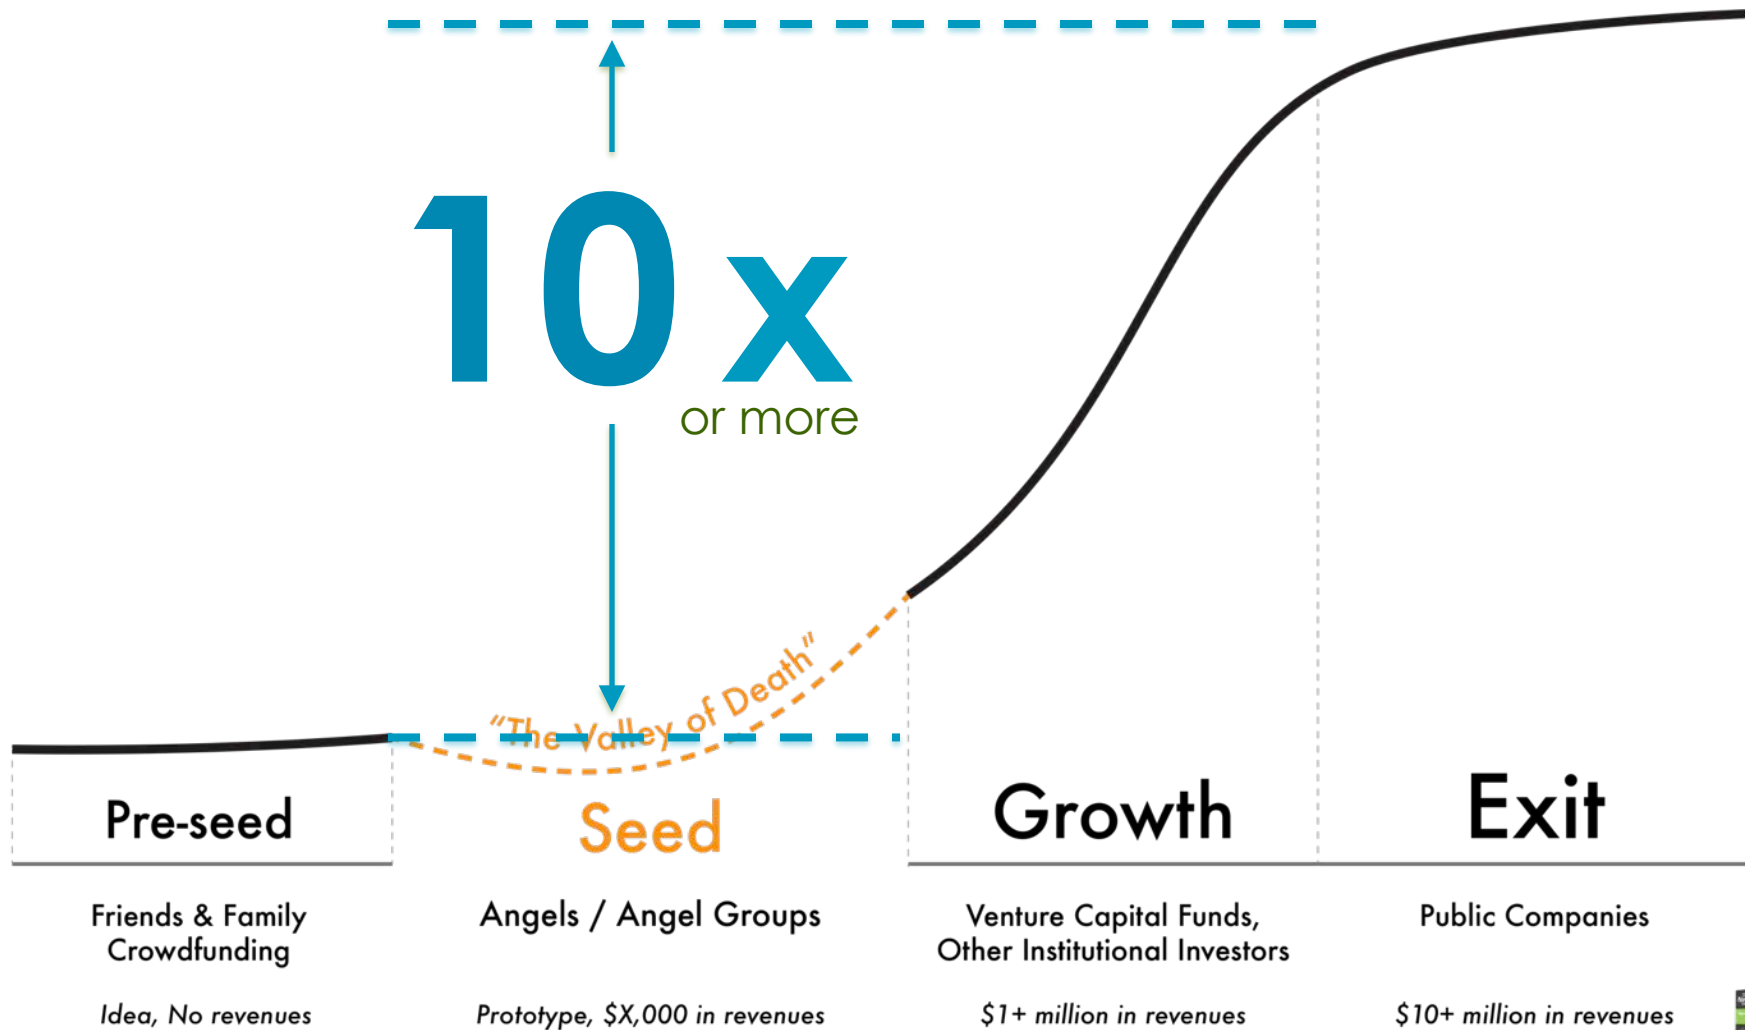 10 x
or more
“The Valley of Death”
Pre-seed
Seed
Growth
Exit
Friends & Family
Crowdfunding
Angels / Angel Groups
Venture Capital Funds,
Other Institutional Investors
Public Companies
Idea, No revenues
Prototype, $X,000 in revenues
$1+ million in revenues
$10+ million in revenues